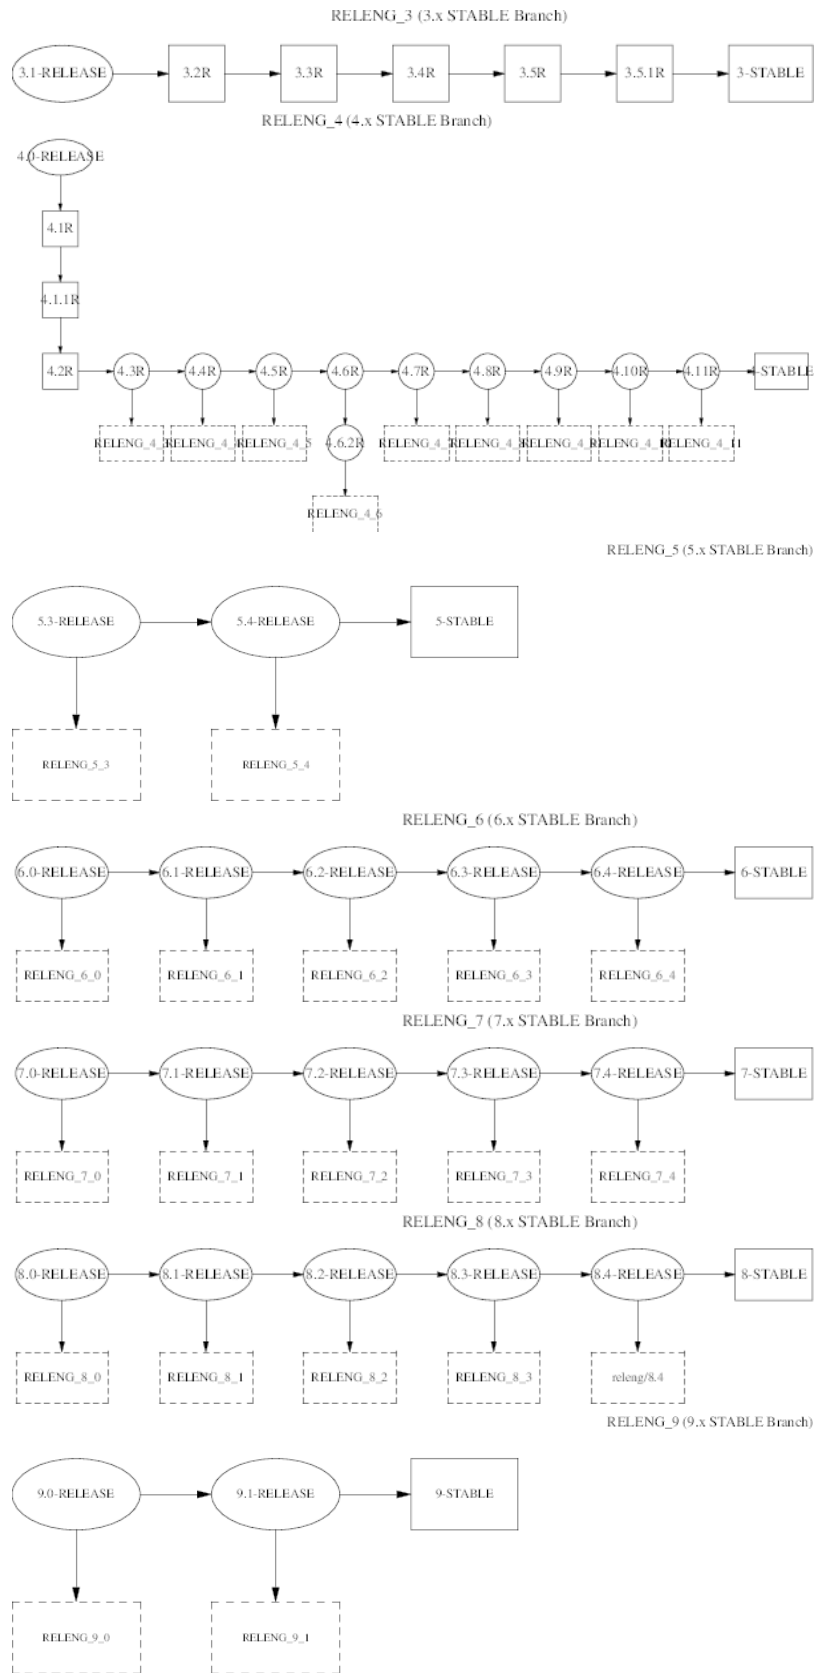 RELENG_3 (3.x STABLE Branch)
3.1-RELEASE 3.2R 3.3R 3.4R 3.5R 3.5.1R 3-STABLE
RELENG_4 (4.x STABLE Branch)
4.0-RELEASE
4.1R
4.1.1R
4.2R 4.3R 4.4R 4.5R 4.6R 4.7R 4.8R 4.9R 4.10R 4.11R 4-STABLE
RELENG_4_3 RELENG_4_4 RELENG_4_5 4.6.2R RELENG_4_7 RELENG_4_8 RELENG_4_9 RELENG_4_10 RELENG_4_11
RELENG_4_6
RELENG_5 (5.x STABLE Branch)
5.3-RELEASE 5.4-RELEASE 5-STABLE
RELENG_5_3 RELENG_5_4
RELENG_6 (6.x STABLE Branch)
6.0-RELEASE 6.1-RELEASE 6.2-RELEASE 6.3-RELEASE 6.4-RELEASE 6-STABLE
RELENG_6_0 RELENG_6_1 RELENG_6_2 RELENG_6_3 RELENG_6_4
RELENG_7 (7.x STABLE Branch)
7.0-RELEASE 7.1-RELEASE 7.2-RELEASE 7.3-RELEASE 7.4-RELEASE 7-STABLE
RELENG_7_0 RELENG_7_1 RELENG_7_2 RELENG_7_3 RELENG_7_4
RELENG_8 (8.x STABLE Branch)
8.0-RELEASE 8.1-RELEASE 8.2-RELEASE 8.3-RELEASE 8.4-RELEASE 8-STABLE
RELENG_8_0 RELENG_8_1 RELENG_8_2 RELENG_8_3 releng/8.4
RELENG_9 (9.x STABLE Branch)
9.0-RELEASE 9.1-RELEASE 9-STABLE
RELENG_9_0 RELENG_9_1